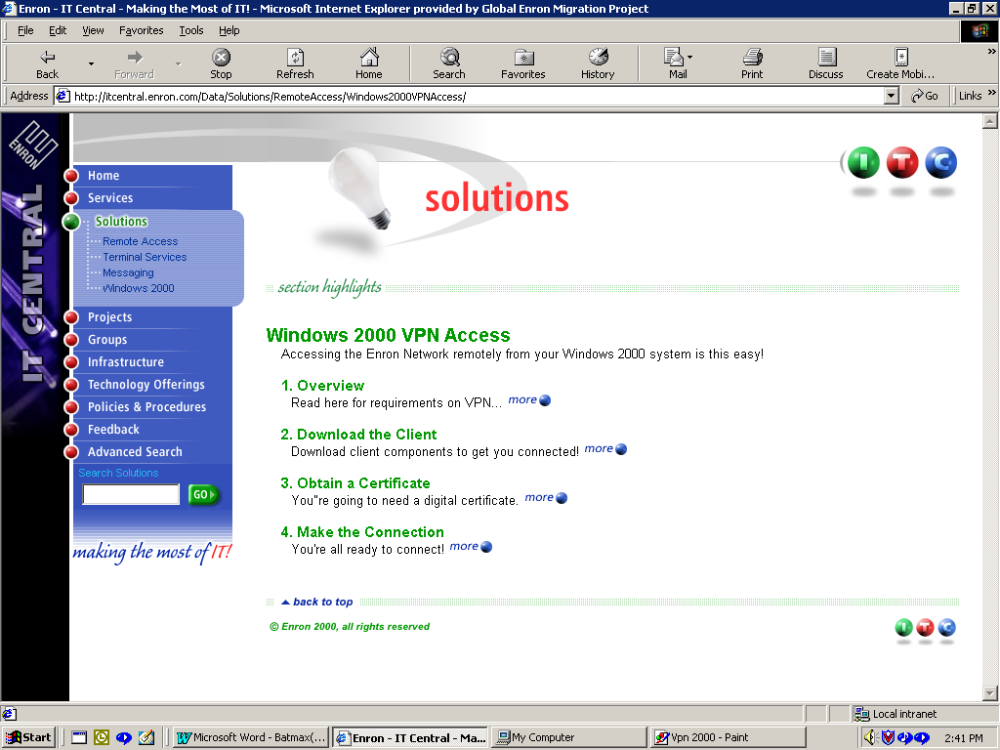 Enron - IT Central - Making the Most of IT! - Microsoft Internet Explorer provided by Global Enron Migration Project
File Edit View Favorites Tools Help
Back Forward Stop Refresh Home Search Favorites History Mail Print Discuss Create Mobi...
Address http://itcentral.enron.com/Data/Solutions/RemoteAccess/Windows2000VPNAccess/ Go Links
ENRON
IT CENTRAL
Home
Services
Solutions
Remote Access
Terminal Services
Messaging
Windows 2000
Projects
Groups
Infrastructure
Technology Offerings
Policies & Procedures
Feedback
Advanced Search
Search Solutions
GO
making the most of IT!
solutions
I T C
section highlights
Windows 2000 VPN Access
Accessing the Enron Network remotely from your Windows 2000 system is this easy!
1. Overview
Read here for requirements on VPN... more
2. Download the Client
Download client components to get you connected! more
3. Obtain a Certificate
You"re going to need a digital certificate. more
4. Make the Connection
You're all ready to connect! more
back to top
© Enron 2000, all rights reserved
I T C
Local intranet
Start Microsoft Word - Batmax(... Enron - IT Central - Ma... My Computer Vpn 2000 - Paint 2:41 PM